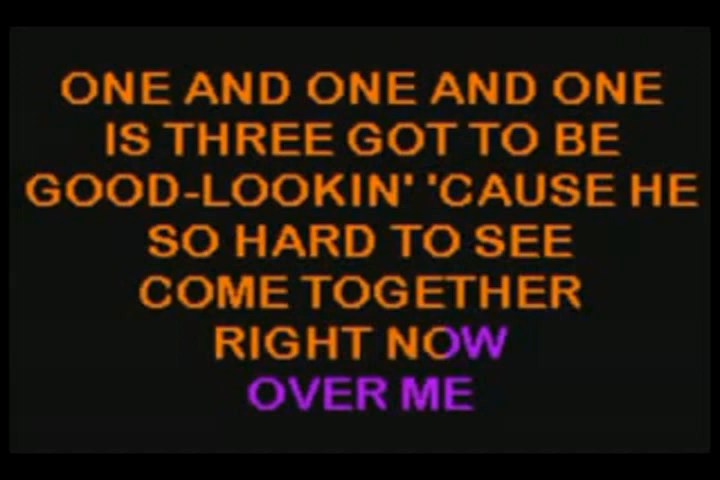 ONE AND ONE AND ONE
IS THREE GOT TO BE
GOOD-LOOKIN' 'CAUSE HE
SO HARD TO SEE
COME TOGETHER
RIGHT NOW
OVER ME